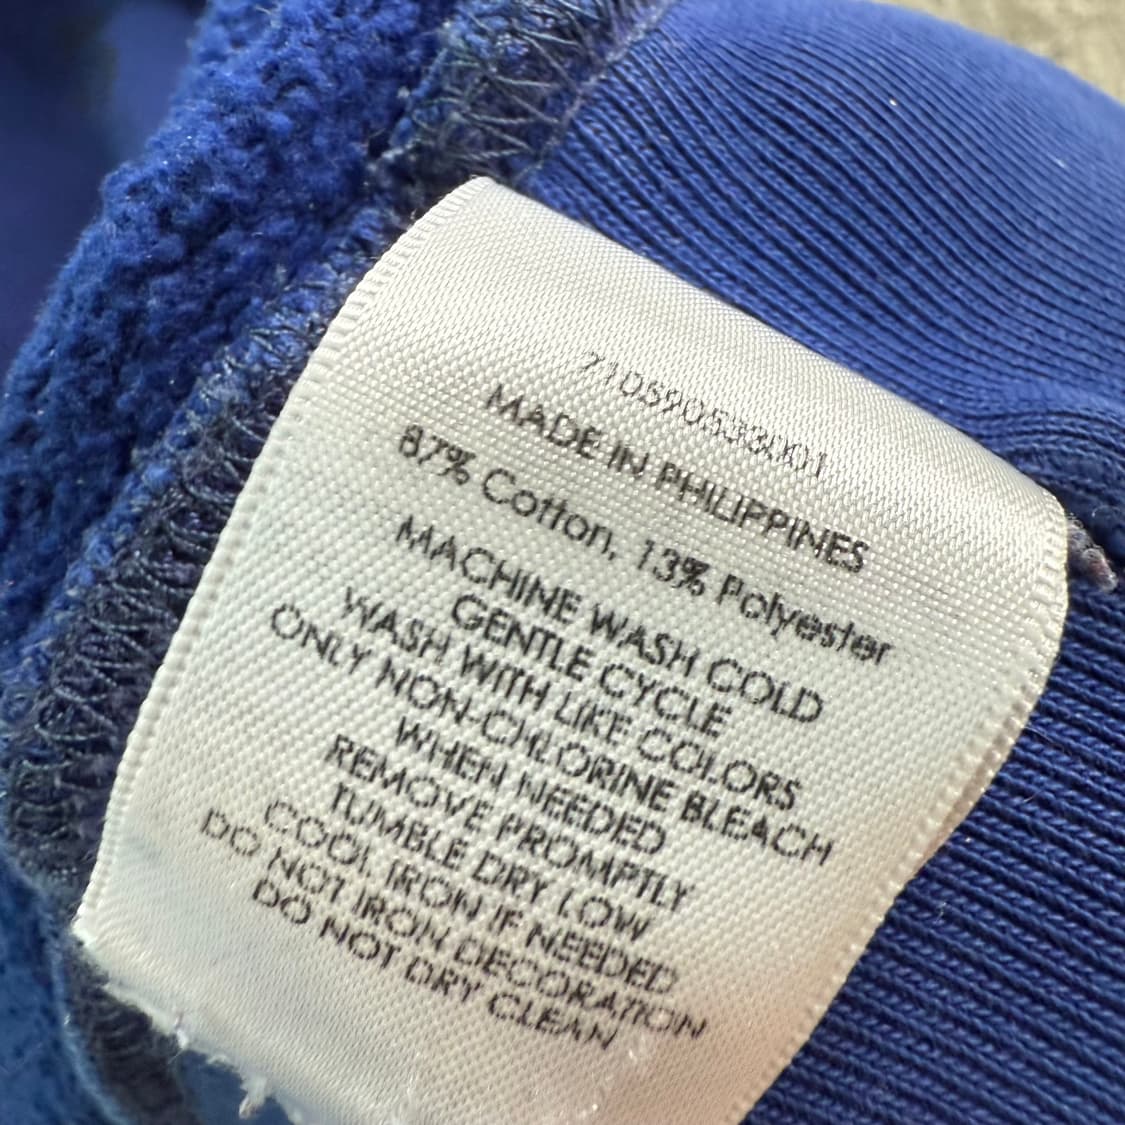 710590533001
MADE IN PHILIPPINES
87% Cotton, 13% Polyester
MACHINE WASH COLD
GENTLE CYCLE
WASH WITH LIKE COLORS
ONLY NON-CHLORINE BLEACH
WHEN NEEDED
REMOVE PROMPTLY
TUMBLE DRY LOW
COOL IRON IF NEEDED
DO NOT IRON DECORATION
DO NOT DRY CLEAN